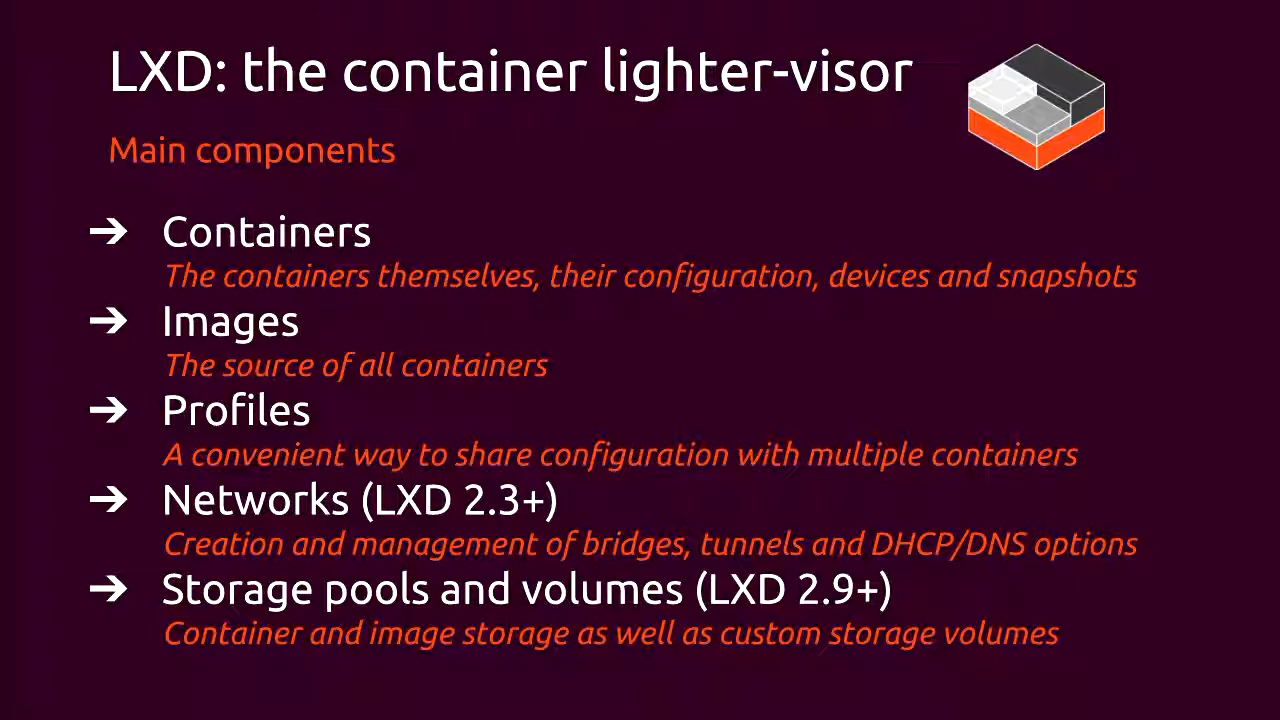 LXD: the container lighter-visor
Main components
➔ Containers
The containers themselves, their configuration, devices and snapshots
➔ Images
The source of all containers
➔ Profiles
A convenient way to share configuration with multiple containers
➔ Networks (LXD 2.3+)
Creation and management of bridges, tunnels and DHCP/DNS options
➔ Storage pools and volumes (LXD 2.9+)
Container and image storage as well as custom storage volumes